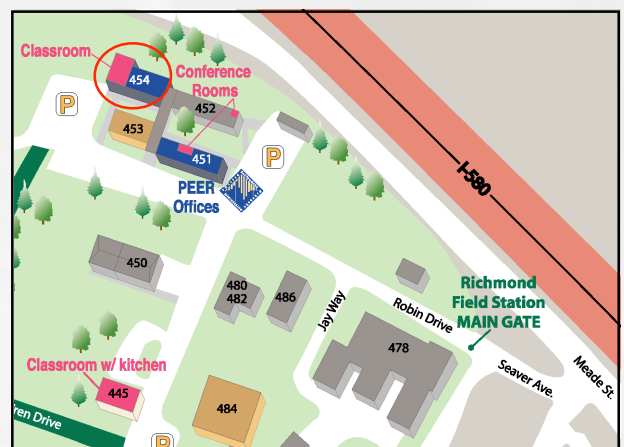 Classroom
454
Conference
Rooms
P
452
453
P
451
PEER
Offices
I-580
450
480
482
486
Jay Way
Robin Drive
Richmond
Field Station
MAIN GATE
478
Seaver Ave.
Meade St.
Classroom w/ kitchen
445
484
ren Drive
P